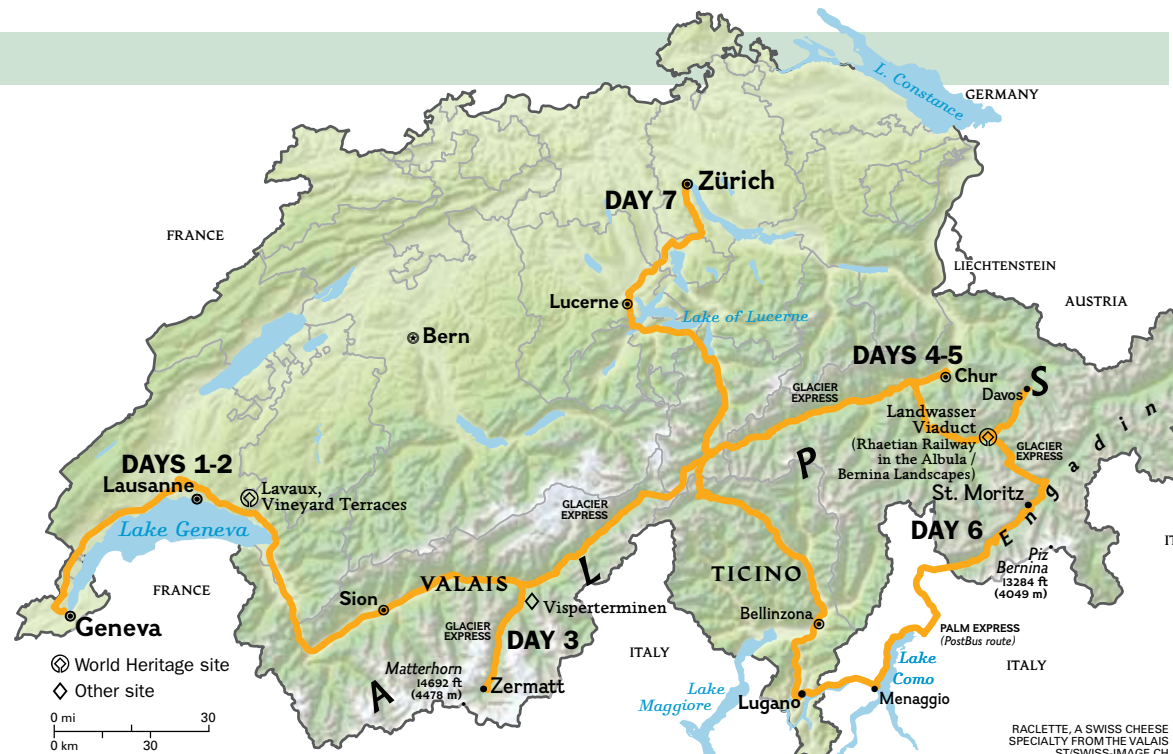 L. Constance
GERMANY
Zürich
DAY 7
FRANCE
LIECHTENSTEIN
AUSTRIA
Lucerne
Lake of Lucerne
Bern
DAYS 4-5
Chur
GLACIER
EXPRESS
Davos
Landwasser
Viaduct
(Rhaetian Railway
in the Albula /
Bernina Landscapes)
GLACIER
EXPRESS
A L P S
Engadin
DAYS 1-2
Lausanne
Lavaux,
Vineyard Terraces
Lake Geneva
GLACIER
EXPRESS
St. Moritz
DAY 6
Piz
Bernina
13284 ft
(4049 m)
FRANCE
VALAIS
TICINO
Sion
Visperterminen
Bellinzona
Geneva
GLACIER
EXPRESS
DAY 3
PALM EXPRESS
(PostBus route)
ITALY
ITALY
Matterhorn
14692 ft
(4478 m)
Zermatt
Lake
Maggiore
Lugano
Lake
Como
Menaggio
World Heritage site
Other site
0 mi 30
0 km 30
RACLETTE, A SWISS CHEESE
SPECIALTY FROM THE VALAIS
ST/SWISS-IMAGE.CH